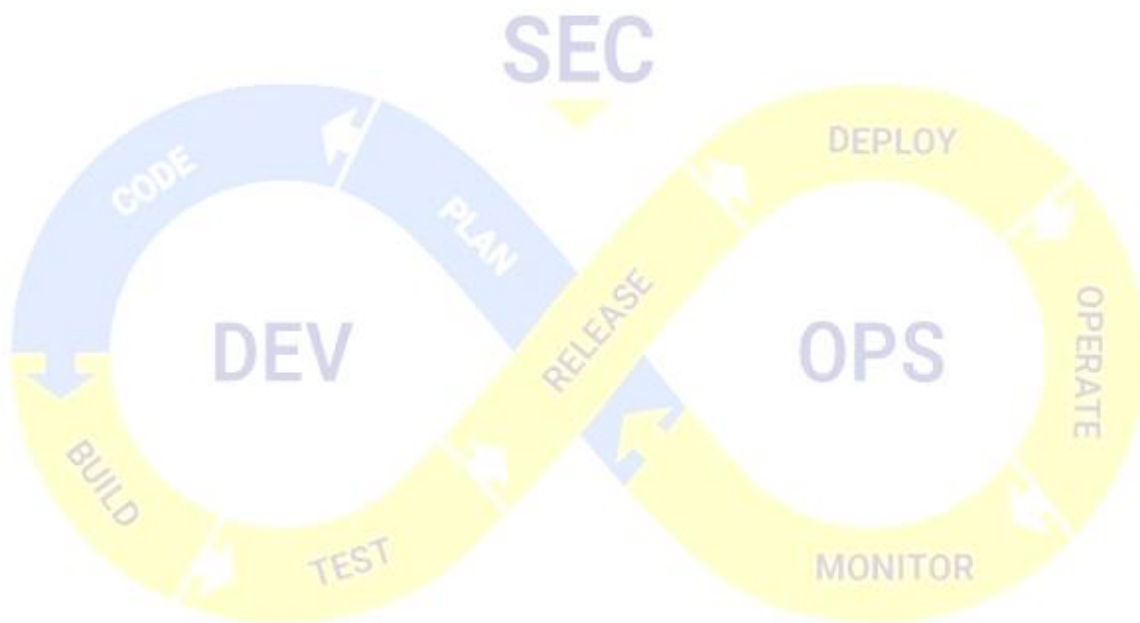 SEC
DEPLOY
CODE
PLAN
RELEASE
DEV
OPS
OPERATE
BUILD
TEST
MONITOR